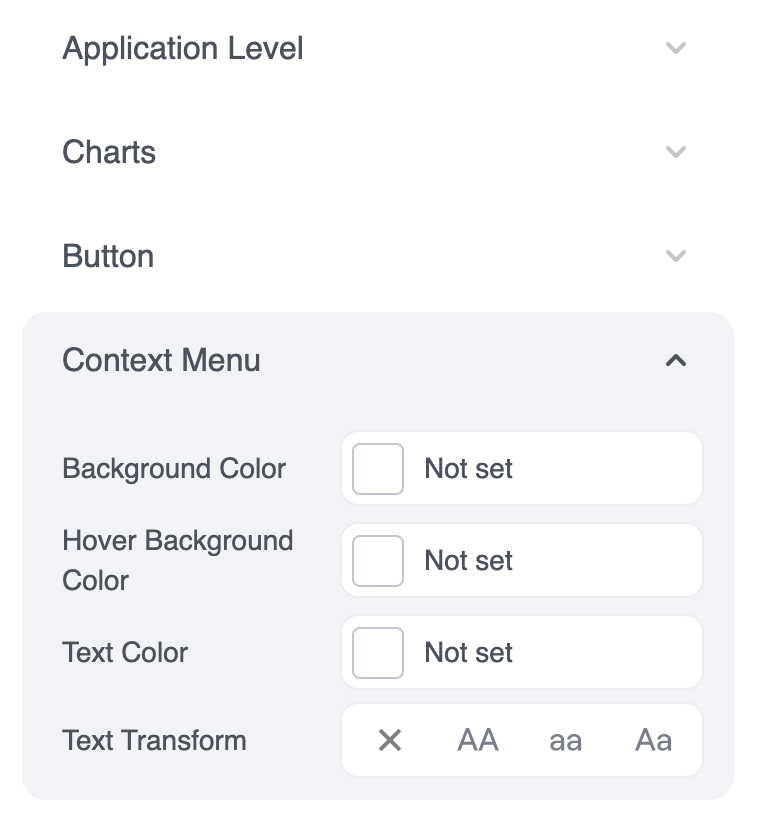 Application Level
Charts
Button
Context Menu
Background Color
Not set
Hover Background
Color
Not set
Text Color
Not set
Text Transform
AA aa Aa